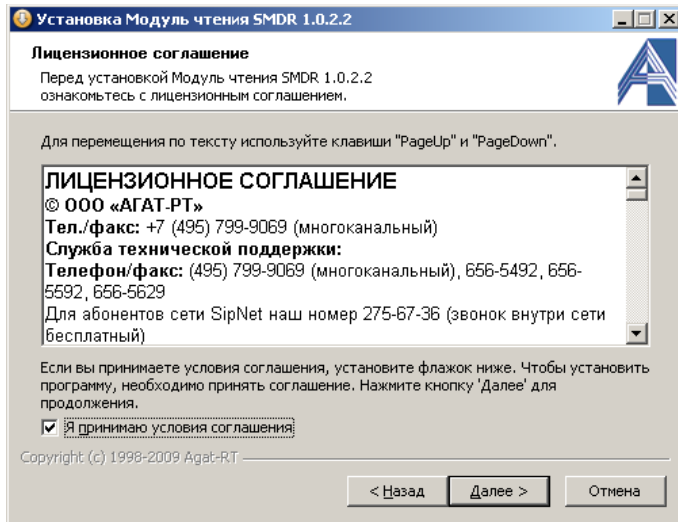 Установка Модуль чтения SMDR 1.0.2.2
Лицензионное соглашение
Перед установкой Модуль чтения SMDR 1.0.2.2
ознакомьтесь с лицензионным соглашением.
Для перемещения по тексту используйте клавиши "PageUp" и "PageDown".
ЛИЦЕНЗИОННОЕ СОГЛАШЕНИЕ
© ООО «АГАТ-РТ»
Тел./факс: +7 (495) 799-9069 (многоканальный)
Служба технической поддержки:
Телефон/факс: (495) 799-9069 (многоканальный), 656-5492, 656-
5592, 656-5629
Для абонентов сети SipNet наш номер 275-67-36 (звонок внутри сети
бесплатный)
Если вы принимаете условия соглашения, установите флажок ниже. Чтобы установить
программу, необходимо принять соглашение. Нажмите кнопку 'Далее' для
продолжения.
Я принимаю условия соглашения
Copyright (c) 1998-2009 Agat-RT
< Назад
Далее >
Отмена